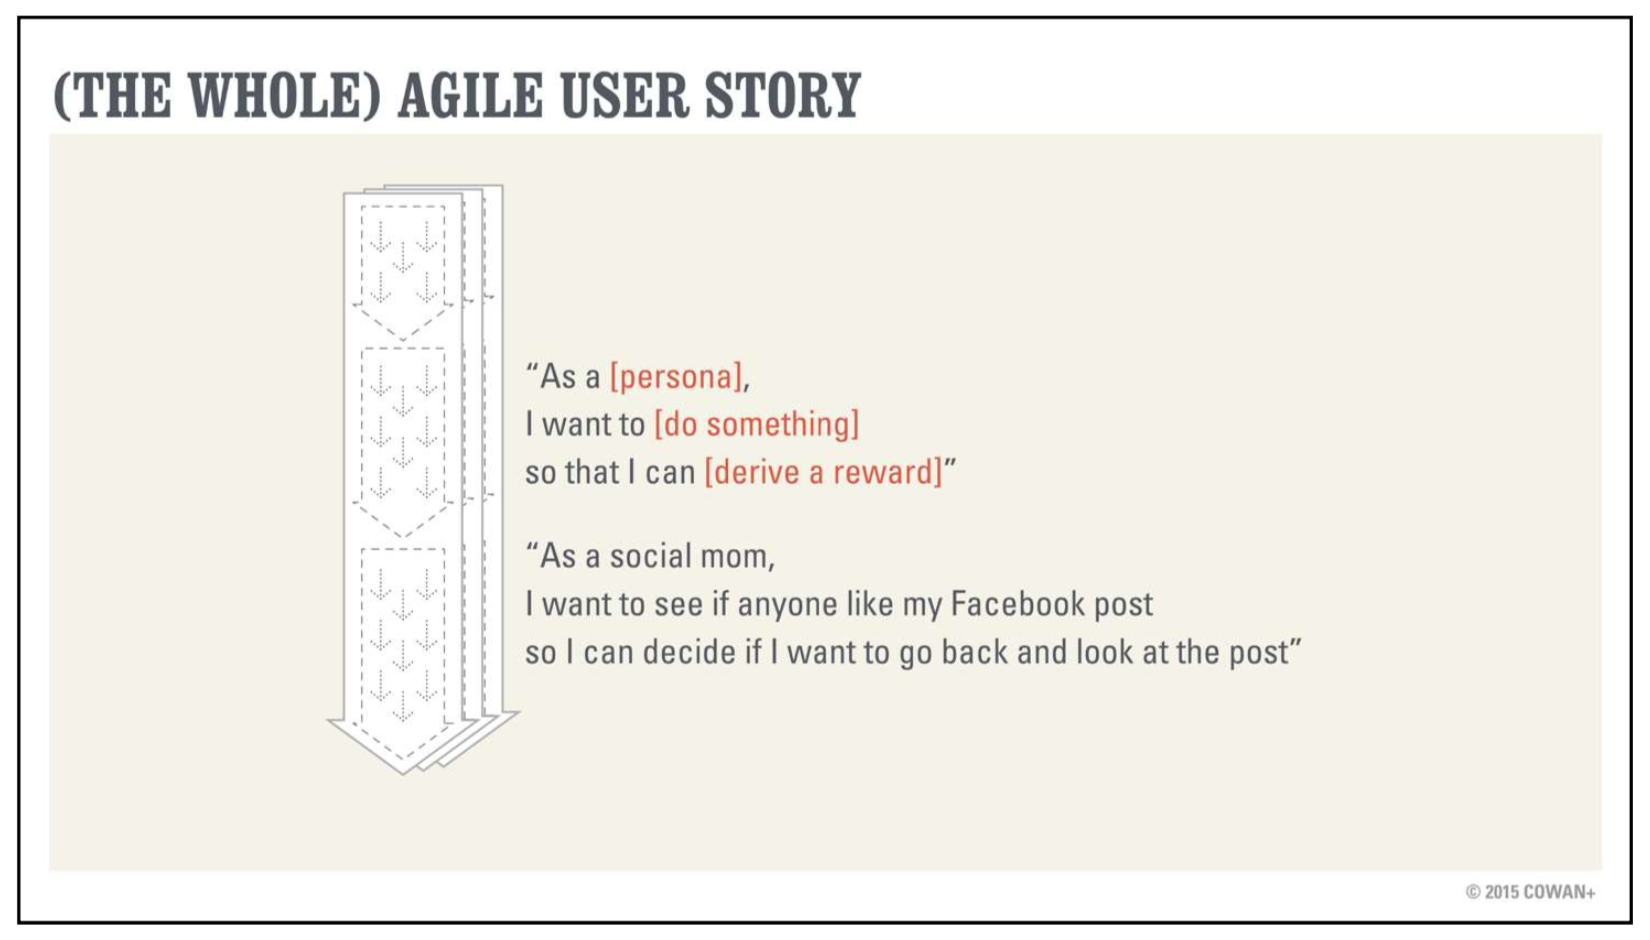 (THE WHOLE) AGILE USER STORY
“As a [persona],
I want to [do something]
so that I can [derive a reward]”
“As a social mom,
I want to see if anyone like my Facebook post
so I can decide if I want to go back and look at the post”
© 2015 COWAN+